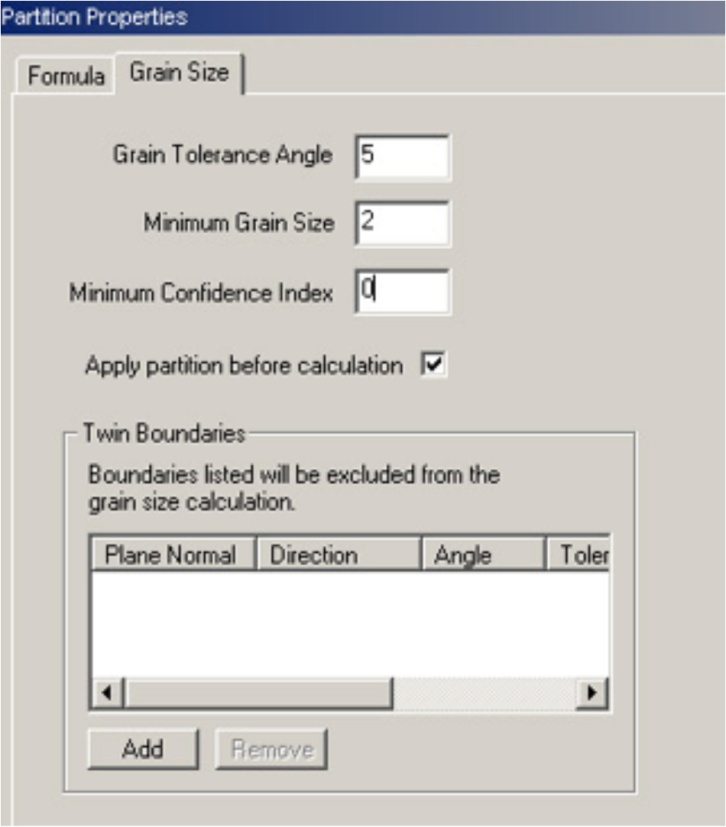 Partition Properties
Formula
Grain Size
Grain Tolerance Angle 5
Minimum Grain Size 2
Minimum Confidence Index 0
Apply partition before calculation
Twin Boundaries
Boundaries listed will be excluded from the
grain size calculation.
Plane Normal Direction Angle Toler
Add Remove